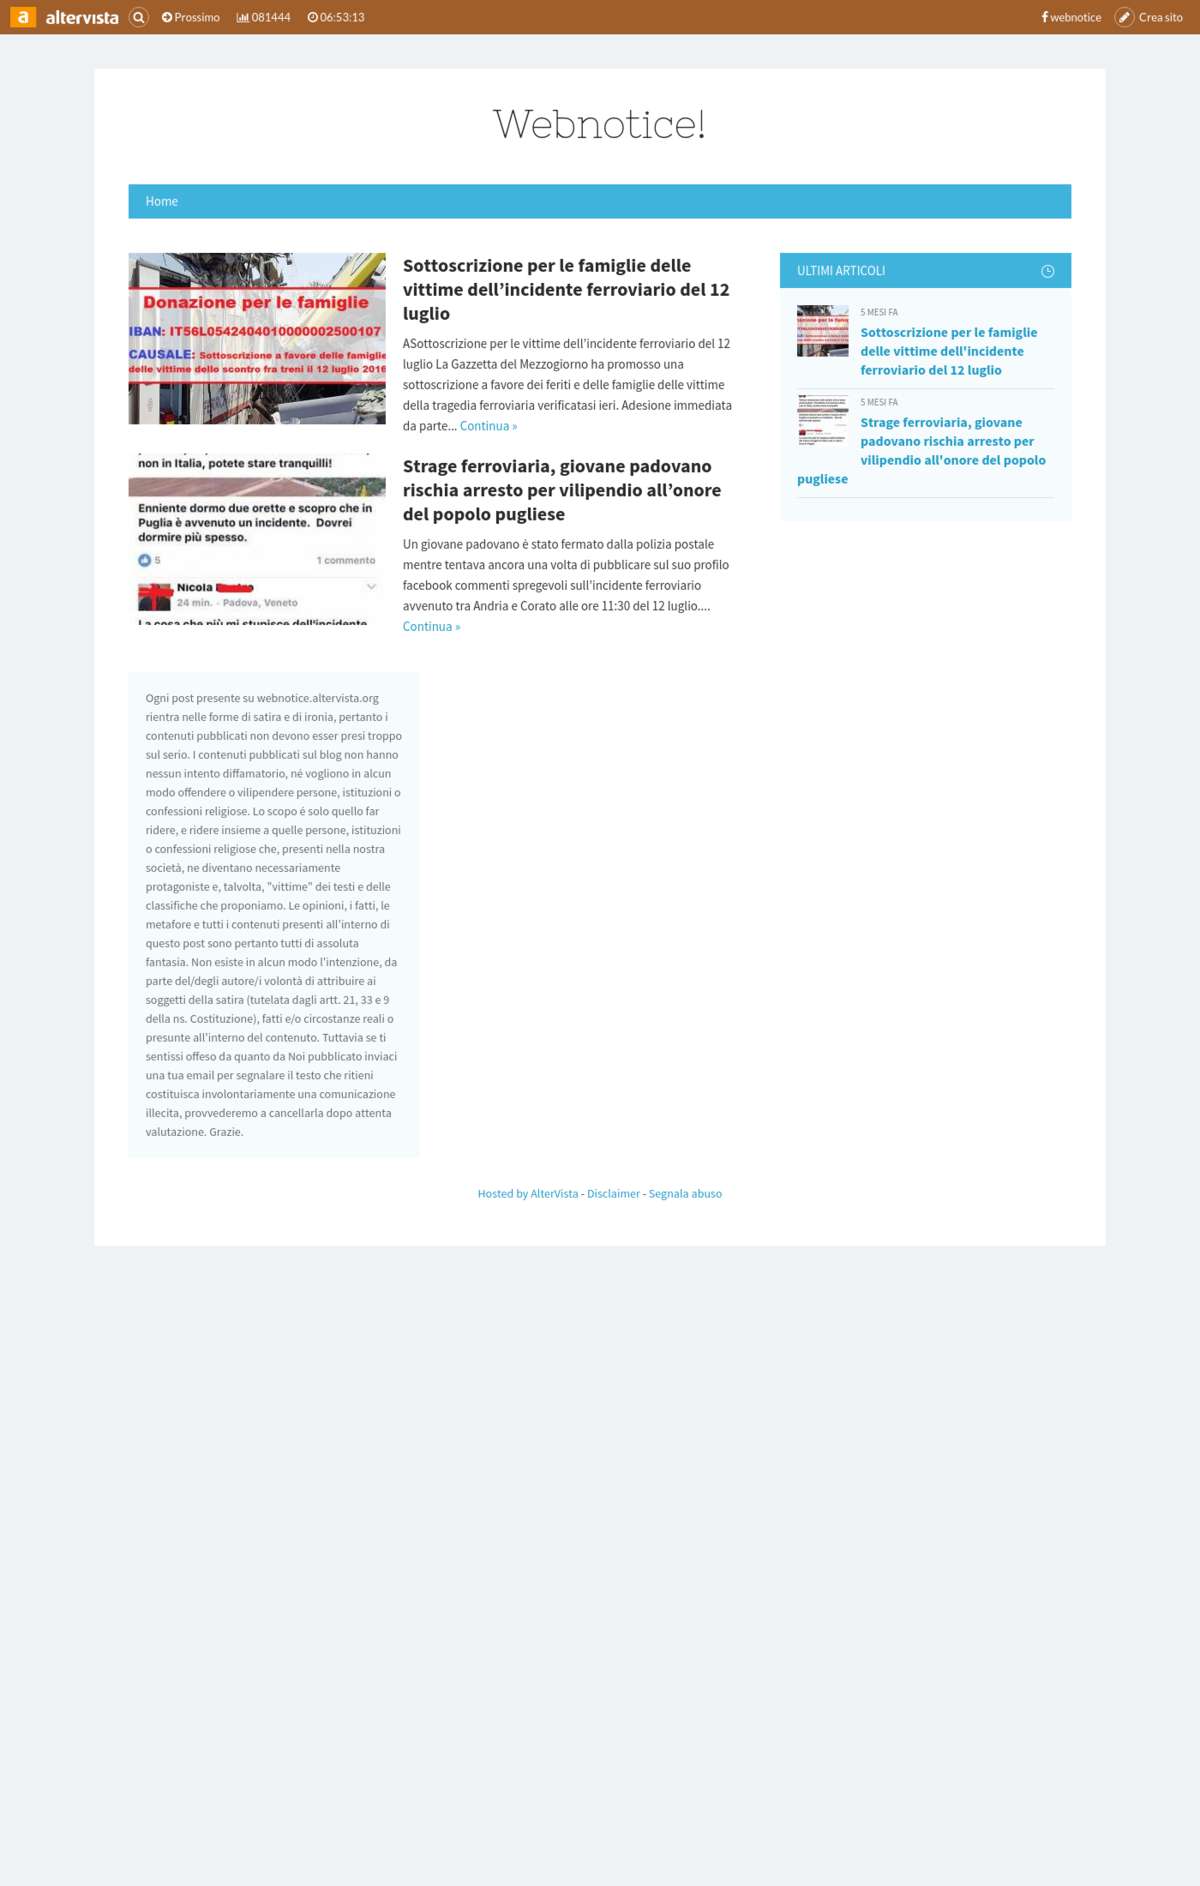 a altervista Prossimo 081444 06:53:13 webnotice Crea sito
Webnotice!
Home
Donazione per le famiglie
IBAN: IT56L0542404010000002500107
CAUSALE: Sottoscrizione a favore delle famiglie
delle vittime dello scontro fra treni il 12 luglio 2016
Sottoscrizione per le famiglie delle
vittime dell’incidente ferroviario del 12
luglio
ASottoscrizione per le vittime dell’incidente ferroviario del 12
luglio La Gazzetta del Mezzogiorno ha promosso una
sottoscrizione a favore dei feriti e delle famiglie delle vittime
della tragedia ferroviaria verificatasi ieri. Adesione immediata
da parte... Continua »
non in Italia, potete stare tranquilli!
Enniente dormo due orette e scopro che in
Puglia è avvenuto un incidente. Dovrei
dormire più spesso.
5 1 commento
Nicola
24 min. · Padova, Veneto
La cosa che più mi stupisce dell'incidente
Strage ferroviaria, giovane padovano
rischia arresto per vilipendio all’onore
del popolo pugliese
Un giovane padovano è stato fermato dalla polizia postale
mentre tentava ancora una volta di pubblicare sul suo profilo
facebook commenti spregevoli sull’incidente ferroviario
avvenuto tra Andria e Corato alle ore 11:30 del 12 luglio....
Continua »
ULTIMI ARTICOLI
5 MESI FA
Sottoscrizione per le famiglie
delle vittime dell'incidente
ferroviario del 12 luglio
5 MESI FA
Strage ferroviaria, giovane
padovano rischia arresto per
vilipendio all'onore del popolo
pugliese
Ogni post presente su webnotice.altervista.org
rientra nelle forme di satira e di ironia, pertanto i
contenuti pubblicati non devono esser presi troppo
sul serio. I contenuti pubblicati sul blog non hanno
nessun intento diffamatorio, né vogliono in alcun
modo offendere o vilipendere persone, istituzioni o
confessioni religiose. Lo scopo é solo quello far
ridere, e ridere insieme a quelle persone, istituzioni
o confessioni religiose che, presenti nella nostra
società, ne diventano necessariamente
protagoniste e, talvolta, "vittime" dei testi e delle
classifiche che proponiamo. Le opinioni, i fatti, le
metafore e tutti i contenuti presenti all'interno di
questo post sono pertanto tutti di assoluta
fantasia. Non esiste in alcun modo l'intenzione, da
parte del/degli autore/i volontà di attribuire ai
soggetti della satira (tutelata dagli artt. 21, 33 e 9
della ns. Costituzione), fatti e/o circostanze reali o
presunte all'interno del contenuto. Tuttavia se ti
sentissi offeso da quanto da Noi pubblicato inviaci
una tua email per segnalare il testo che ritieni
costituisca involontariamente una comunicazione
illecita, provvederemo a cancellarla dopo attenta
valutazione. Grazie.
Hosted by AlterVista - Disclaimer - Segnala abuso